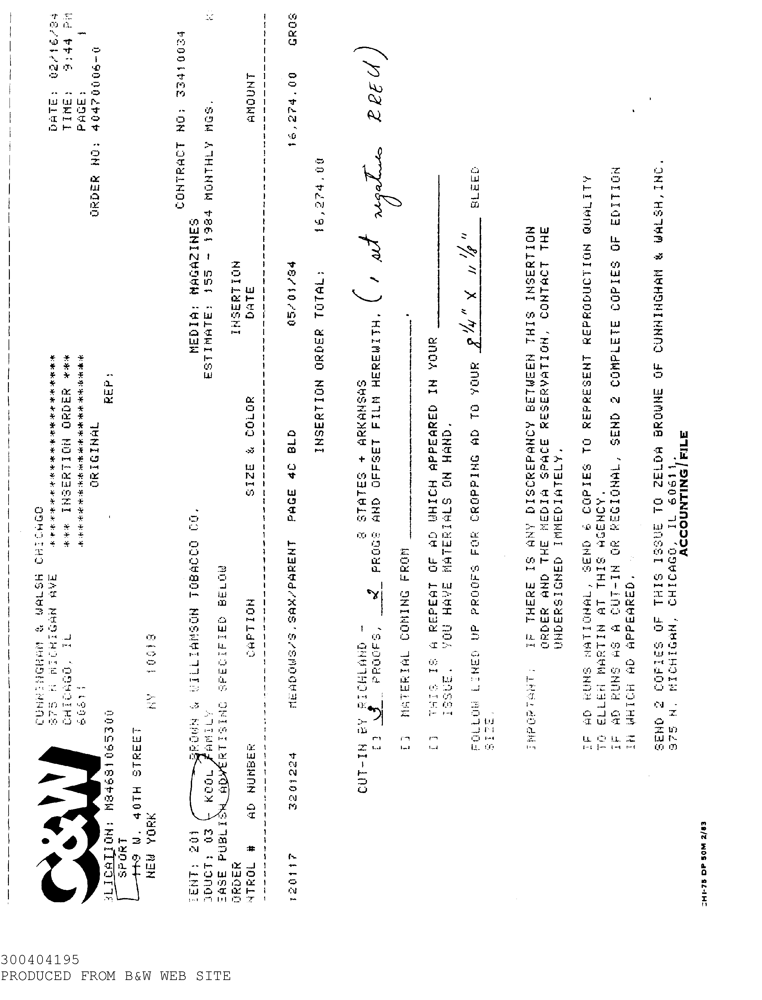 C&W
CUNNINGHAM & WALSH CHICAGO
875 N MICHIGAN AVE
CHICAGO, IL
60611
*** INSERTION ORDER ***
ORIGINAL
DATE: 02/16/84
TIME: 9:44 PM
PAGE: 1
ORDER NO: 40470006-0
BLICATION: M84681065300
SPORT
119 W. 40TH STREET
NEW YORK NY 10018
REP:
IENT: 201 - BROWN & WILLIAMSON TOBACCO CO.
ODUCT: 03 - KOOL FAMILY
EASE PUBLISH ADVERTISING SPECIFIED BELOW
CONTRACT NO: 33410034
MEDIA: MAGAZINES
ESTIMATE: 155 - 1984 MONTHLY MGS.
ORDER INSERTION
NTROL # AD NUMBER CAPTION SIZE & COLOR DATE AMOUNT
120117 3201224 MEADOWS/S.SAX/PARENT PAGE 4C BLD 05/01/84 16,274.00 GROS
INSERTION ORDER TOTAL: 16,274.00
CUT-IN BY RICHLAND - 8 STATES + ARKANSAS
[] 3 PROOFS, 2 PROGS AND OFFSET FILM HEREWITH. (1 set negatives RREU)
[] MATERIAL COMING FROM .
[] THIS IS A REPEAT OF AD WHICH APPEARED IN YOUR
ISSUE. YOU HAVE MATERIALS ON HAND.
FOLLOW LINED UP PROOFS FOR CROPPING AD TO YOUR 8 1/4" X 11 1/8" BLEED
SIZE.
IMPORTANT: IF THERE IS ANY DISCREPANCY BETWEEN THIS INSERTION
ORDER AND THE MEDIA SPACE RESERVATION, CONTACT THE
UNDERSIGNED IMMEDIATELY.
IF AD RUNS NATIONAL, SEND 6 COPIES TO REPRESENT REPRODUCTION QUALITY
TO ELLEN MARTIN AT THIS AGENCY.
IF AD RUNS AS A CUT-IN OR REGIONAL, SEND 2 COMPLETE COPIES OF EDITION
IN WHICH AD APPEARED.
SEND 2 COPIES OF THIS ISSUE TO ZELDA BROWNE OF CUNNINGHAM & WALSH, INC.
875 N. MICHIGAN, CHICAGO, IL 60611.
ACCOUNTING/FILE
CHI-75 DP 50M 2/83
300404195
PRODUCED FROM B&W WEB SITE